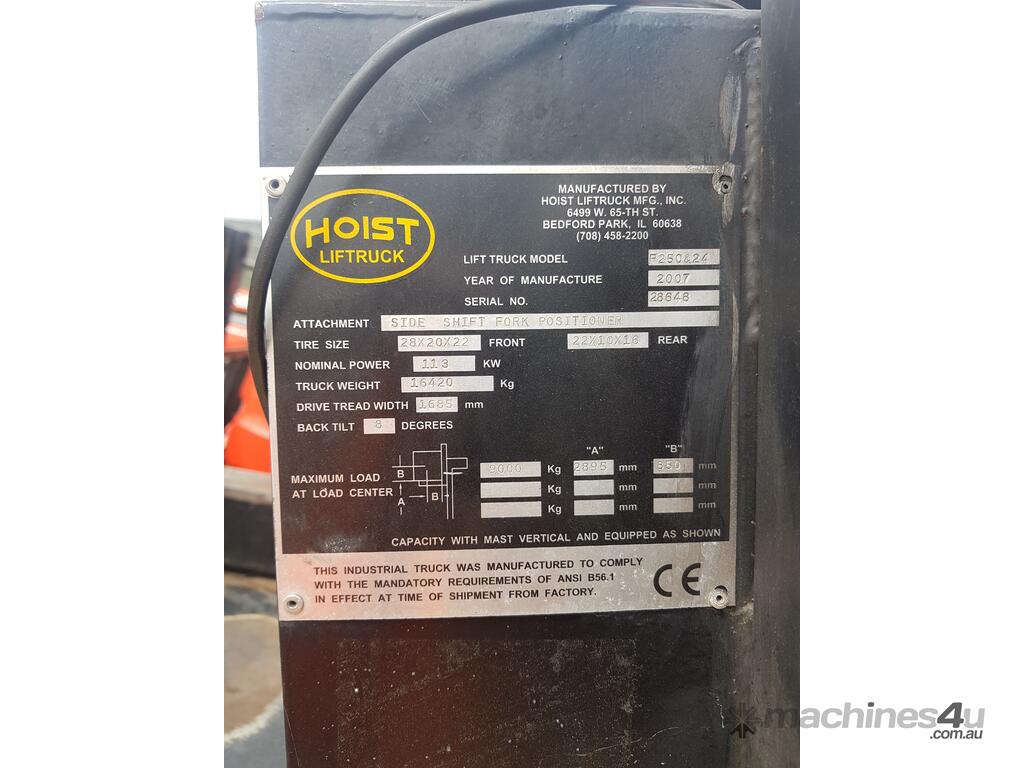 HOIST
LIFTRUCK
MANUFACTURED BY
HOIST LIFTRUCK MFG., INC.
6499 W. 65-TH ST.
BEDFORD PARK, IL 60638
(708) 458-2200
LIFT TRUCK MODEL
YEAR OF MANUFACTURE 2007
SERIAL NO. 28648
ATTACHMENT SIDE SHIFT FORK POSITIONER
TIRE SIZE 28X20X22 FRONT 22X10X16 REAR
NOMINAL POWER 113 KW
TRUCK WEIGHT 16420 Kg
DRIVE TREAD WIDTH 1685 mm
BACK TILT 8 DEGREES
"A" "B"
MAXIMUM LOAD
AT LOAD CENTER
B
A B
9000 Kg 2895 mm mm
Kg mm mm
Kg mm mm
CAPACITY WITH MAST VERTICAL AND EQUIPPED AS SHOWN
THIS INDUSTRIAL TRUCK WAS MANUFACTURED TO COMPLY
WITH THE MANDATORY REQUIREMENTS OF ANSI B56.1
IN EFFECT AT TIME OF SHIPMENT FROM FACTORY.
CE
machines4u
.com.au